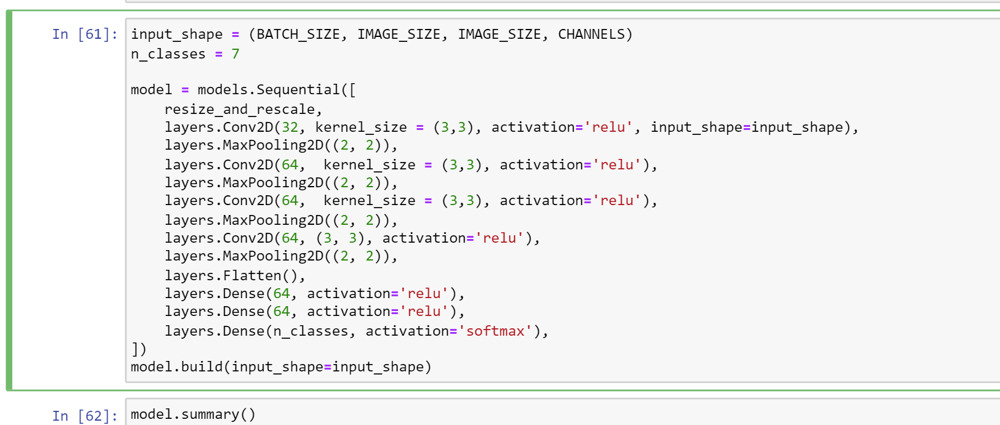 In [61]: input_shape = (BATCH_SIZE, IMAGE_SIZE, IMAGE_SIZE, CHANNELS)
n_classes = 7

model = models.Sequential([
    resize_and_rescale,
    layers.Conv2D(32, kernel_size = (3,3), activation='relu', input_shape=input_shape),
    layers.MaxPooling2D((2, 2)),
    layers.Conv2D(64,  kernel_size = (3,3), activation='relu'),
    layers.MaxPooling2D((2, 2)),
    layers.Conv2D(64,  kernel_size = (3,3), activation='relu'),
    layers.MaxPooling2D((2, 2)),
    layers.Conv2D(64, (3, 3), activation='relu'),
    layers.MaxPooling2D((2, 2)),
    layers.Flatten(),
    layers.Dense(64, activation='relu'),
    layers.Dense(64, activation='relu'),
    layers.Dense(n_classes, activation='softmax'),
])
model.build(input_shape=input_shape)
In [62]: model.summary()